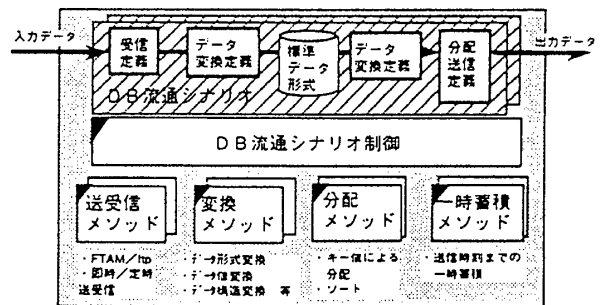 入力データ
出力データ
受信
定義
データ
変換定義
標準
データ
形式
データ
変換定義
分配
送信
定義
DB流通シナリオ
DB流通シナリオ制御
送受信
メソッド
変換
メソッド
分配
メソッド
一時蓄積
メソッド
・FTAM/ftp
・即時/定時
送受信
・データ形式変換
・データ値変換
・データ構造変換 等
・キー値による
分配
・ソート
・送信時刻までの
一時蓄積